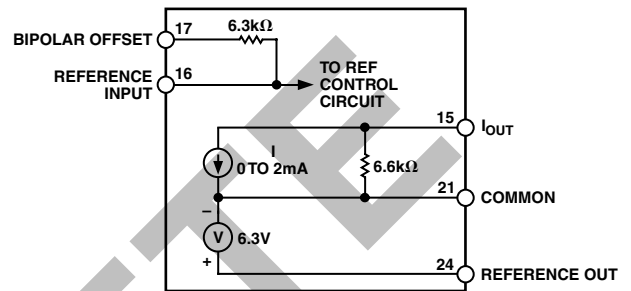 BIPOLAR OFFSET 17 6.3kΩ
REFERENCE INPUT 16
TO REF
CONTROL
CIRCUIT
15 IOUT
I
0 TO 2mA
6.6kΩ
21 COMMON
–
V 6.3V
+
24 REFERENCE OUT